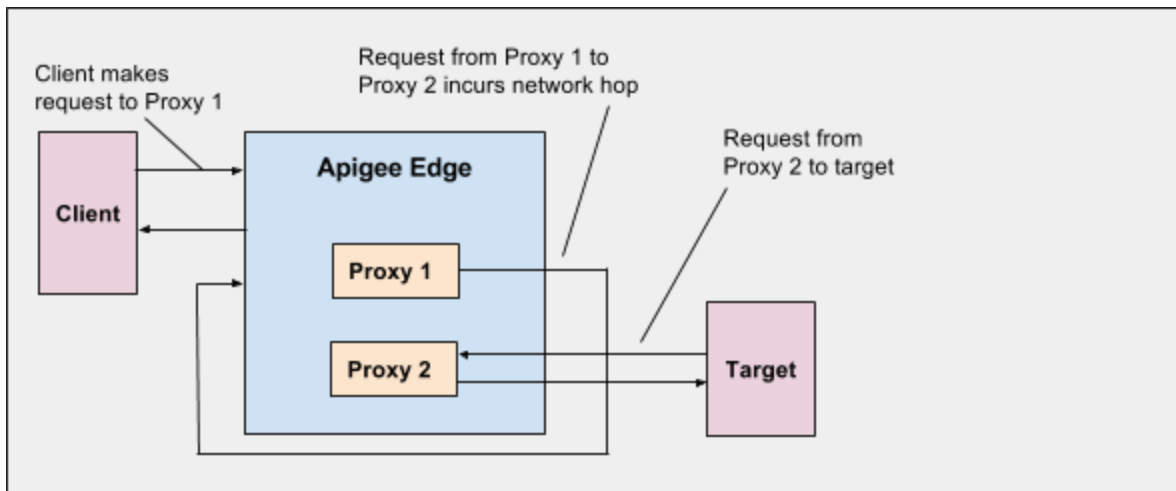 Request from Proxy 1 to
Proxy 2 incurs network hop
Client makes
request to Proxy 1
Request from
Proxy 2 to target
Apigee Edge
Client
Proxy 1
Proxy 2
Target